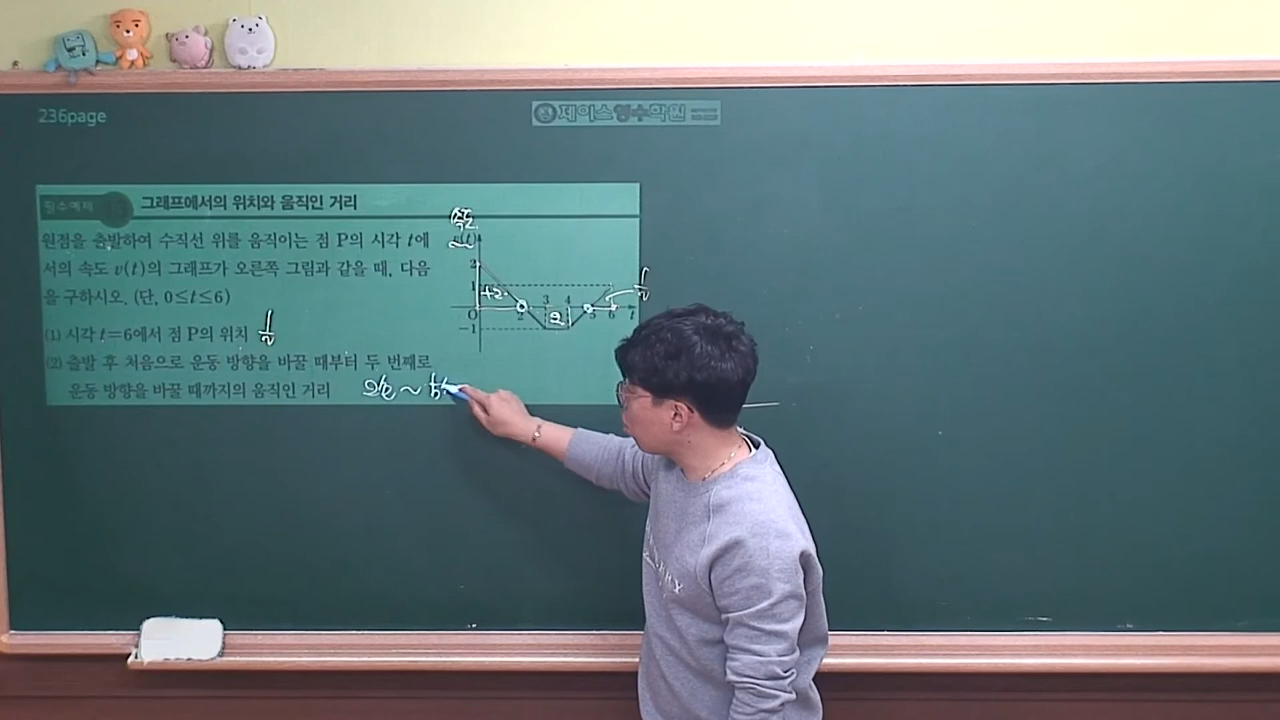 236page
제이스영수학원
필수예제
그래프에서의 위치와 움직인 거리
원점을 출발하여 수직선 위를 움직이는 점 P의 시각 t에
서의 속도 v(t)의 그래프가 오른쪽 그림과 같을 때, 다음
을 구하시오. (단, 0≤t≤6)
(1) 시각 t=6에서 점 P의 위치 1/2
(2) 출발 후 처음으로 운동 방향을 바꿀 때부터 두 번째로
운동 방향을 바꿀 때까지의 움직인 거리
속도
v(t)
2
1
+2
3 4
1/2
O 2 5 6 t
2
-1